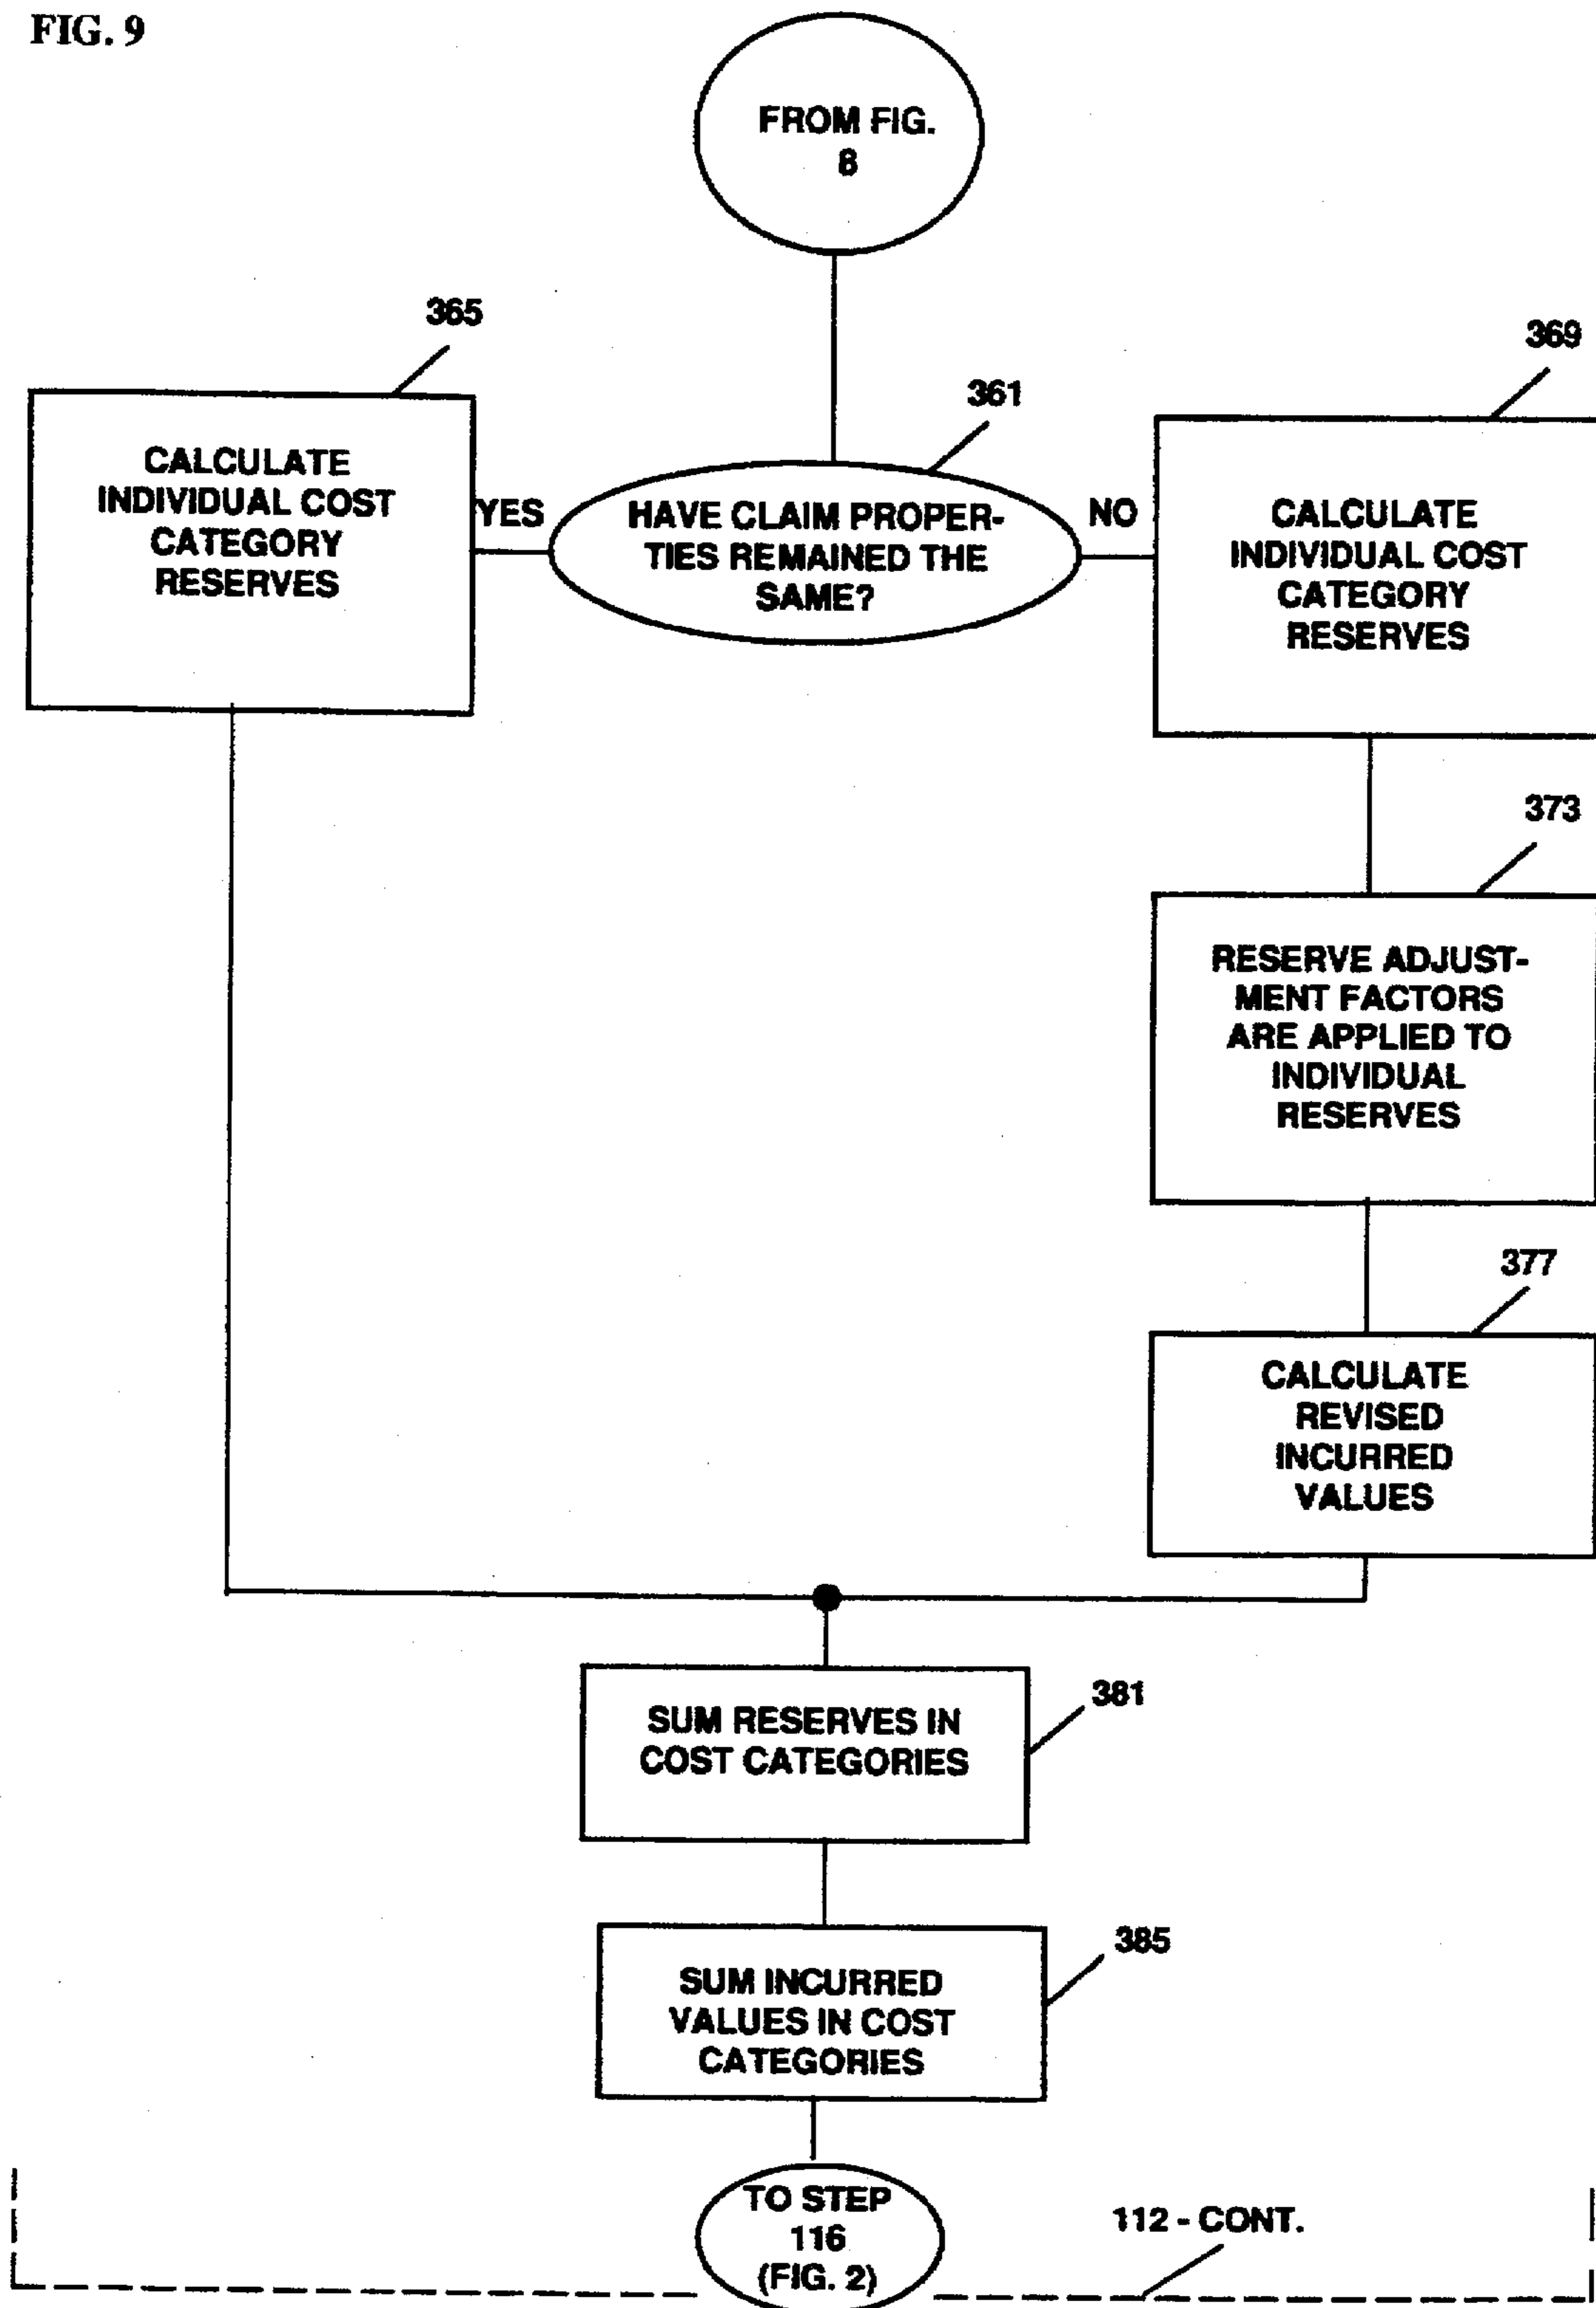 FIG. 9
FROM FIG.
8
365
369
361
CALCULATE
INDIVIDUAL COST
CATEGORY
RESERVES
YES
HAVE CLAIM PROPER-
TIES REMAINED THE
SAME?
NO
CALCULATE
INDIVIDUAL COST
CATEGORY
RESERVES
373
RESERVE ADJUST-
MENT FACTORS
ARE APPLIED TO
INDIVIDUAL
RESERVES
377
CALCULATE
REVISED
INCURRED
VALUES
381
SUM RESERVES IN
COST CATEGORIES
385
SUM INCURRED
VALUES IN COST
CATEGORIES
TO STEP
116
(FIG. 2)
112 - CONT.